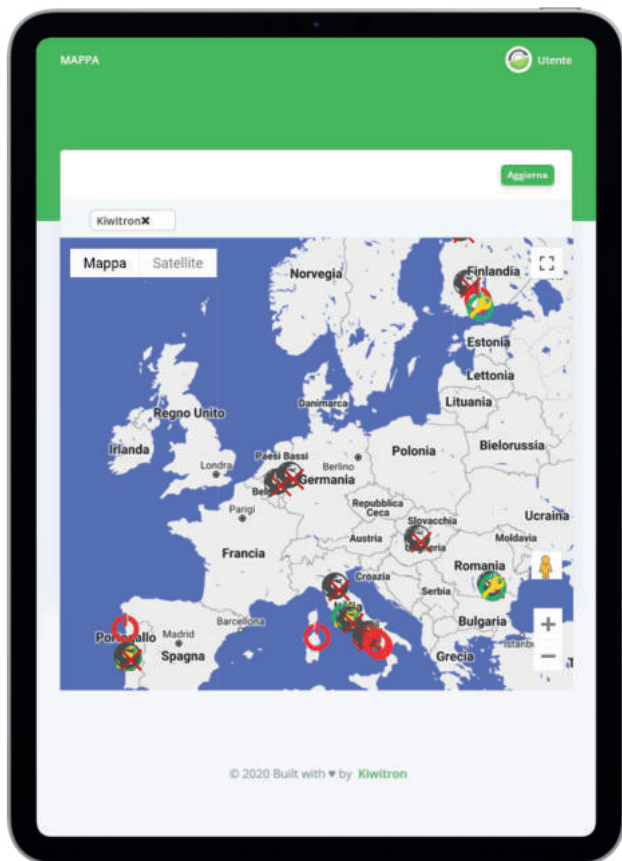 MAPPA
Utente
Aggiorna
Kiwitron✖
Mappa Satellite
Norvegia
Finlandia
Estonia
Lettonia
Lituania
Danimarca
Regno Unito
Irlanda
Londra
Paesi Bassi
Berlino
Polonia
Bielorussia
Germania
Parigi
Repubblica
Ceca
Slovacchia
Ucraina
Austria
Moldavia
Francia
Croazia
Romania
Serbia
Barcellona
Bulgaria
Madrid
Spagna
Grecia
© 2020 Built with ♥ by Kiwitron